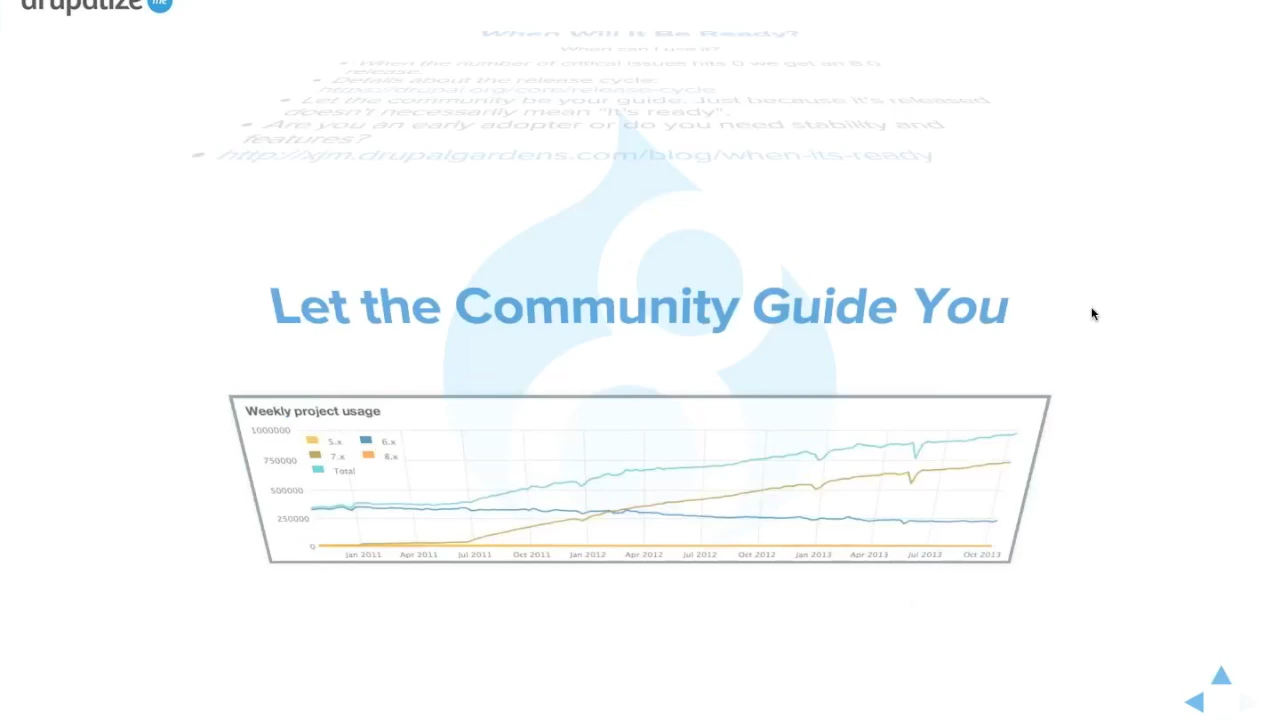 drupalize me
When Will It Be Ready?
When can I use it?
• When the number of critical issues hits 0 we get an 8.0
release.
• Details about the release cycle:
https://drupal.org/core/release-cycle
• Let the community be your guide. Just because it's released
doesn't necessarily mean "it's ready".
• Are you an early adopter or do you need stability and
features?
• http://xjm.drupalgardens.com/blog/when-its-ready
Let the Community Guide You
Weekly project usage
1000000
5.x 6.x
7.x 8.x
750000
Total
500000
250000
0
Jan 2011 Apr 2011 Jul 2011 Oct 2011 Jan 2012 Apr 2012 Jul 2012 Oct 2012 Jan 2013 Apr 2013 Jul 2013 Oct 2013